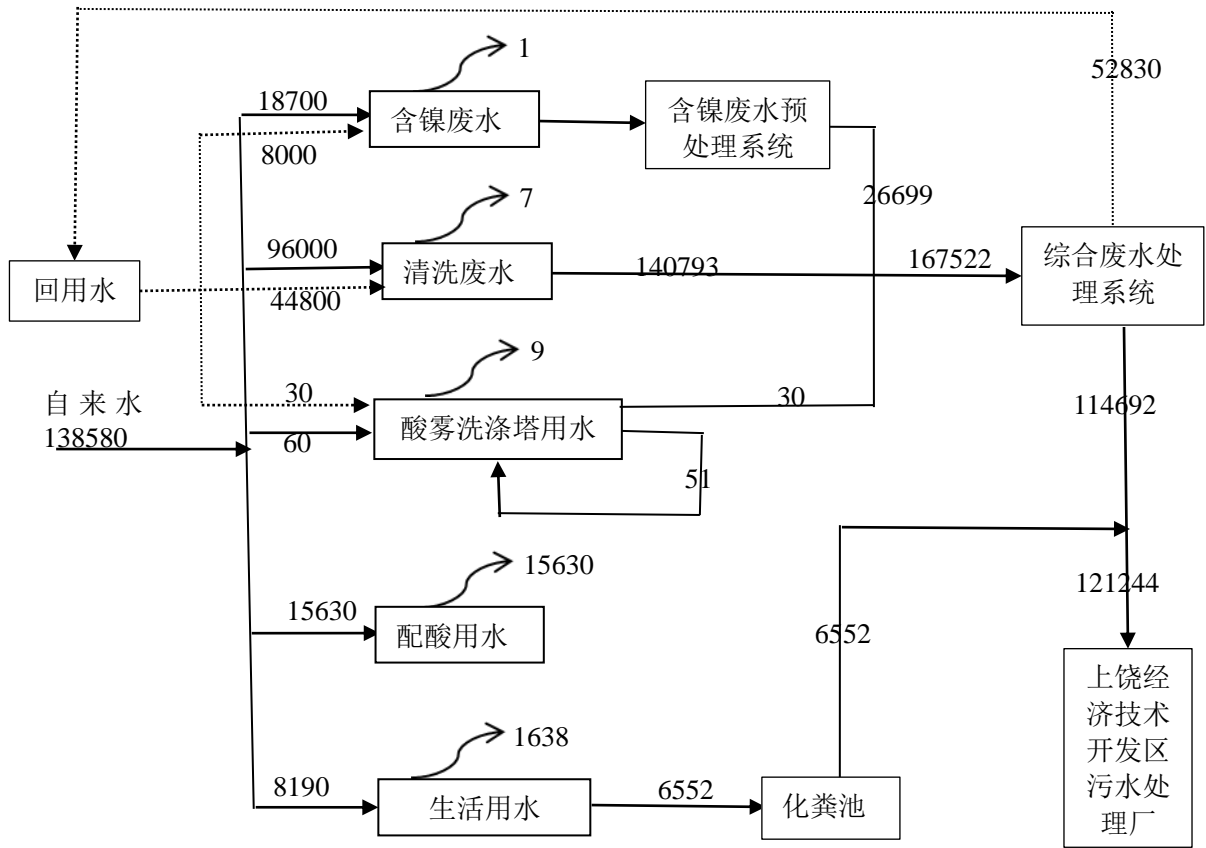 1
52830
18700
含镍废水
含镍废水预
处理系统
8000
7
26699
96000
清洗废水
140793
167522
综合废水处
理系统
回用水
44800
9
30
自来水
138580
60
酸雾洗涤塔用水
30
51
114692
15630
15630
配酸用水
121244
6552
上饶经
济技术
开发区
污水处
理厂
1638
8190
生活用水
6552
化粪池